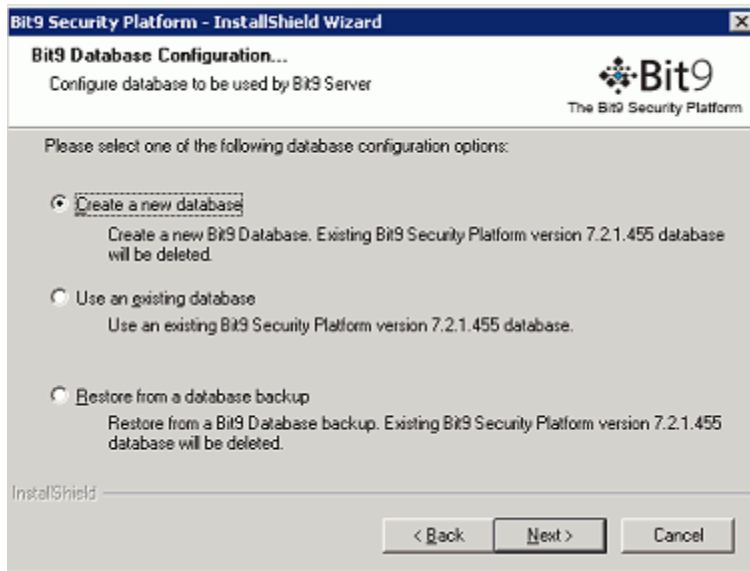 Bit9 Security Platform - InstallShield Wizard
Bit9 Database Configuration...
Configure database to be used by Bit9 Server
Bit9
The Bit9 Security Platform
Please select one of the following database configuration options:
Create a new database
Create a new Bit9 Database. Existing Bit9 Security Platform version 7.2.1.455 database
will be deleted.
Use an existing database
Use an existing Bit9 Security Platform version 7.2.1.455 database.
Restore from a database backup
Restore from a Bit9 Database backup. Existing Bit9 Security Platform version 7.2.1.455
database will be deleted.
InstallShield
< Back Next > Cancel